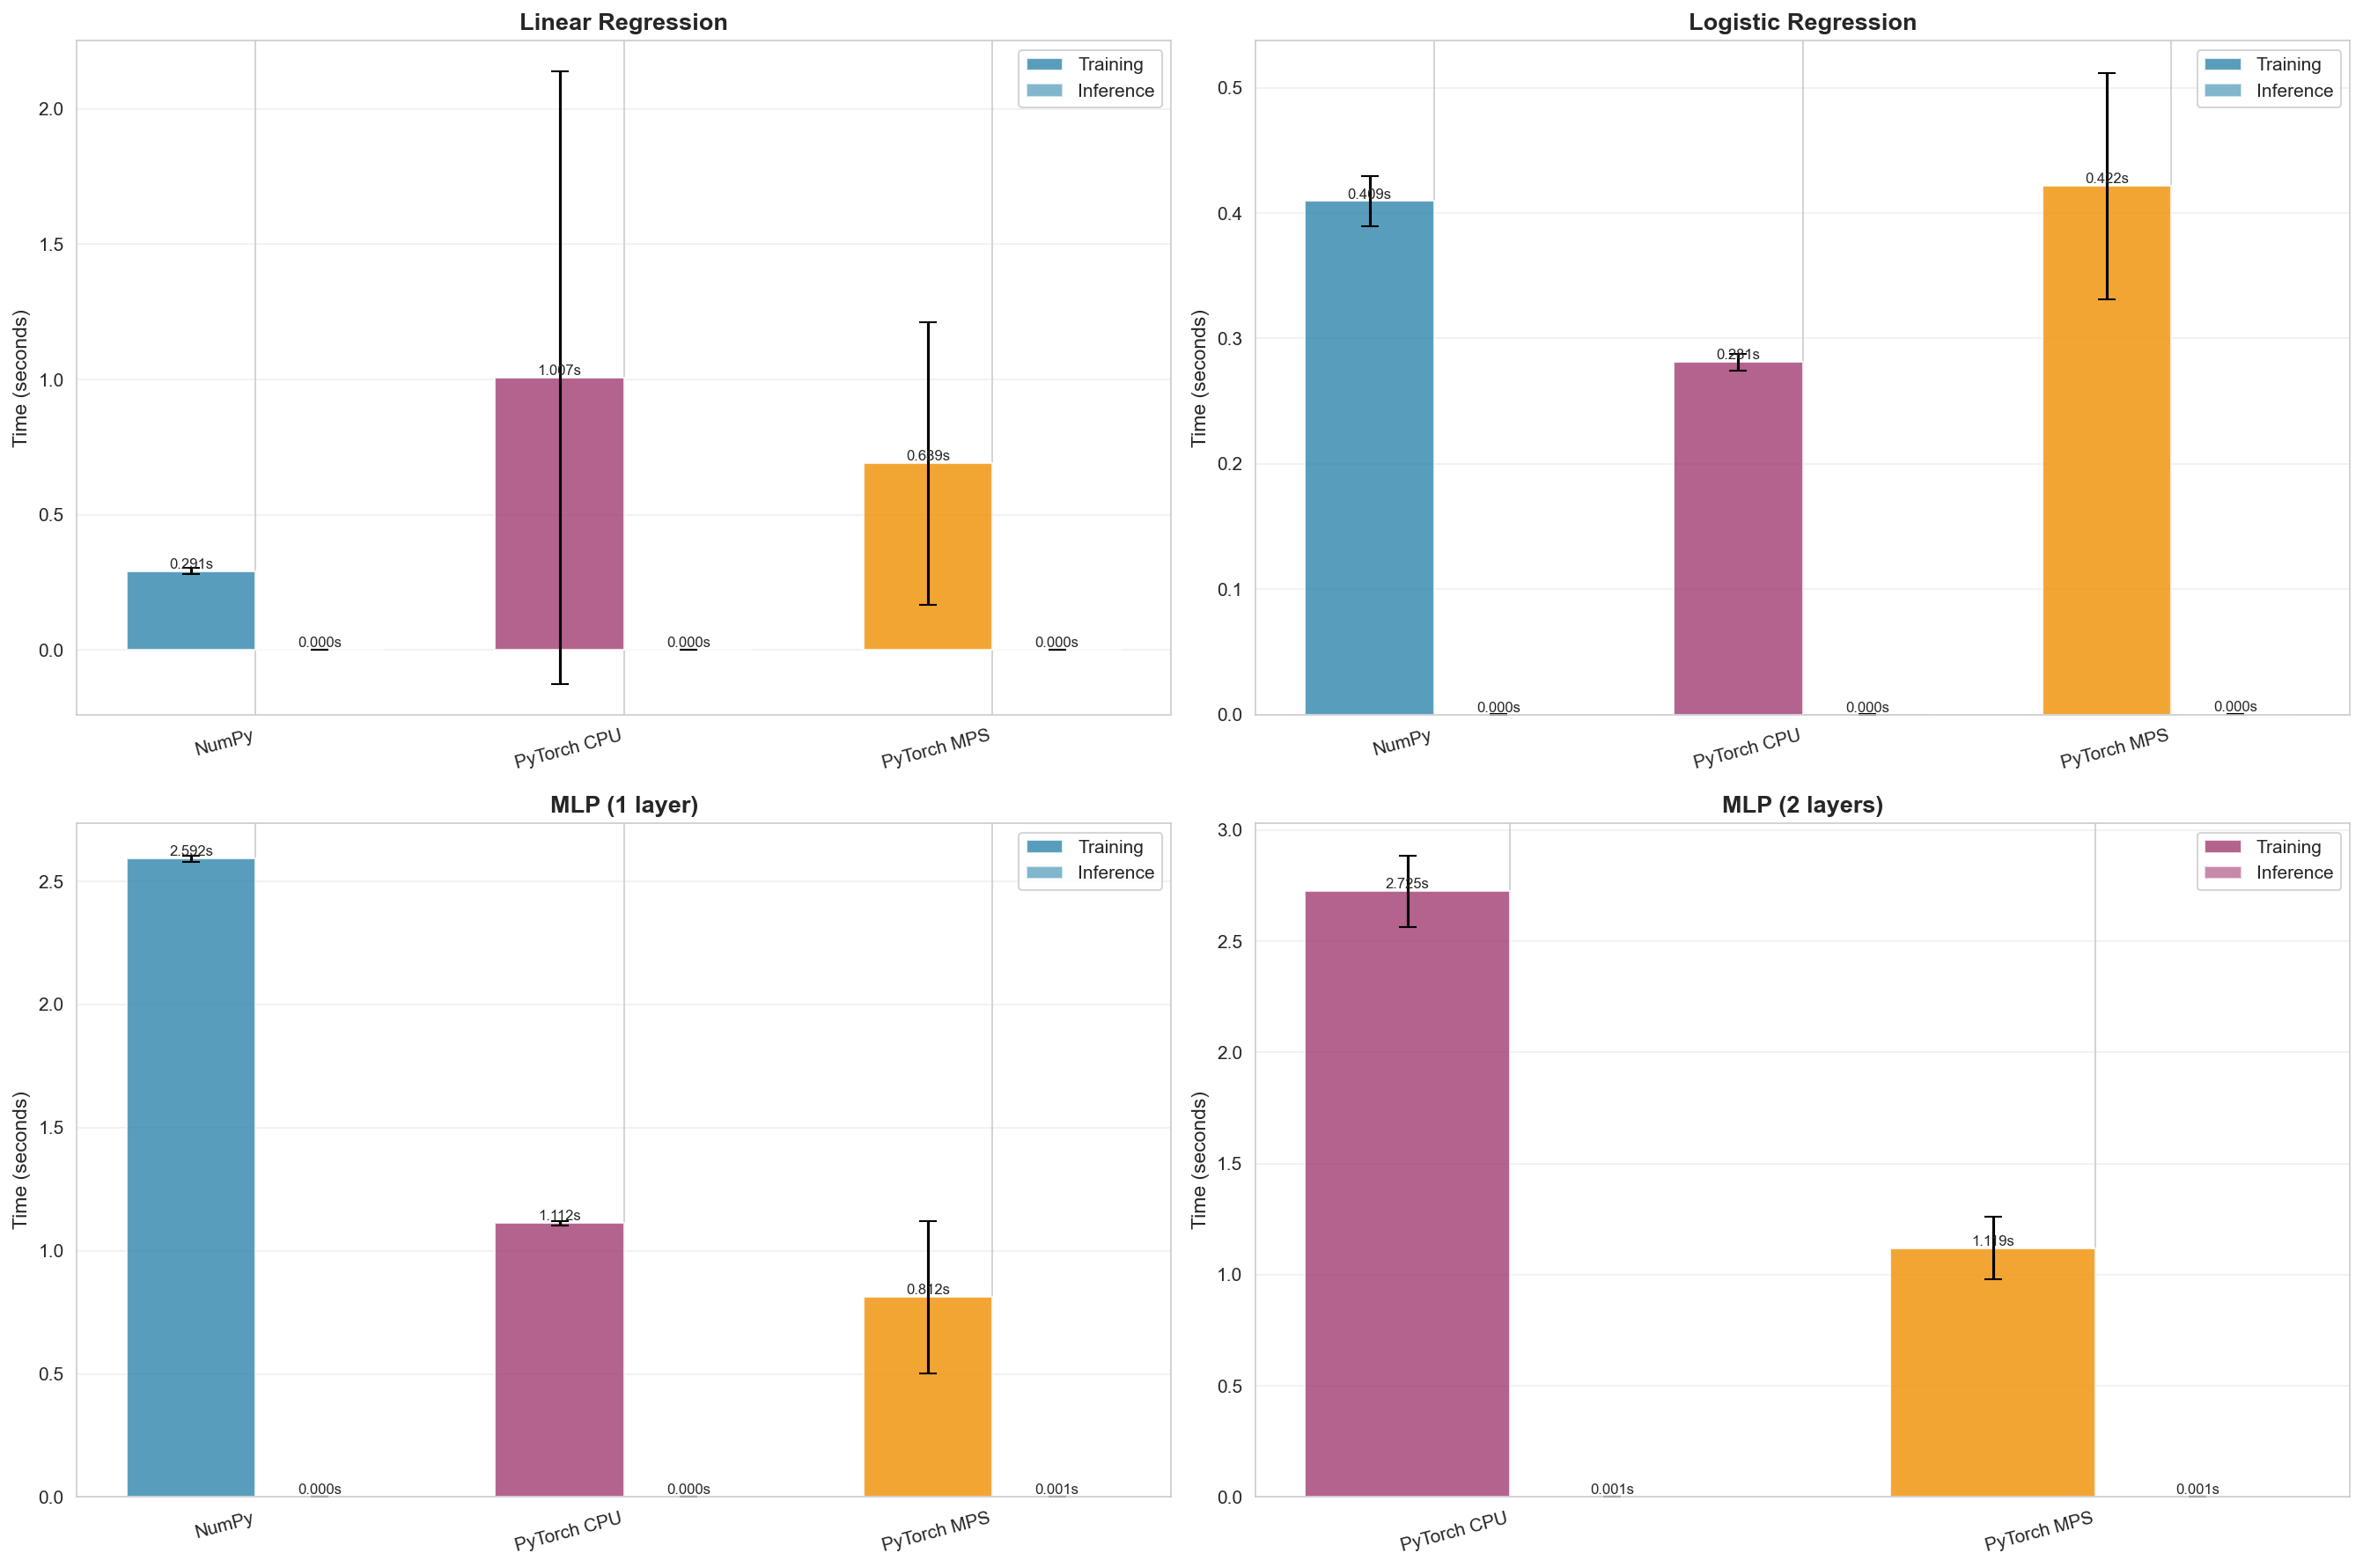 Linear Regression
Time (seconds)
2.0
1.5
1.0
0.5
0.0
0.291s
0.000s
1.007s
0.000s
0.689s
0.000s
Training
Inference
NumPy
PyTorch CPU
PyTorch MPS
Logistic Regression
Time (seconds)
0.5
0.4
0.3
0.2
0.1
0.0
0.409s
0.000s
0.281s
0.000s
0.422s
0.000s
Training
Inference
NumPy
PyTorch CPU
PyTorch MPS
MLP (1 layer)
Time (seconds)
2.5
2.0
1.5
1.0
0.5
0.0
2.592s
0.000s
1.112s
0.000s
0.812s
0.001s
Training
Inference
NumPy
PyTorch CPU
PyTorch MPS
MLP (2 layers)
Time (seconds)
3.0
2.5
2.0
1.5
1.0
0.5
0.0
2.725s
0.001s
1.119s
0.001s
Training
Inference
PyTorch CPU
PyTorch MPS